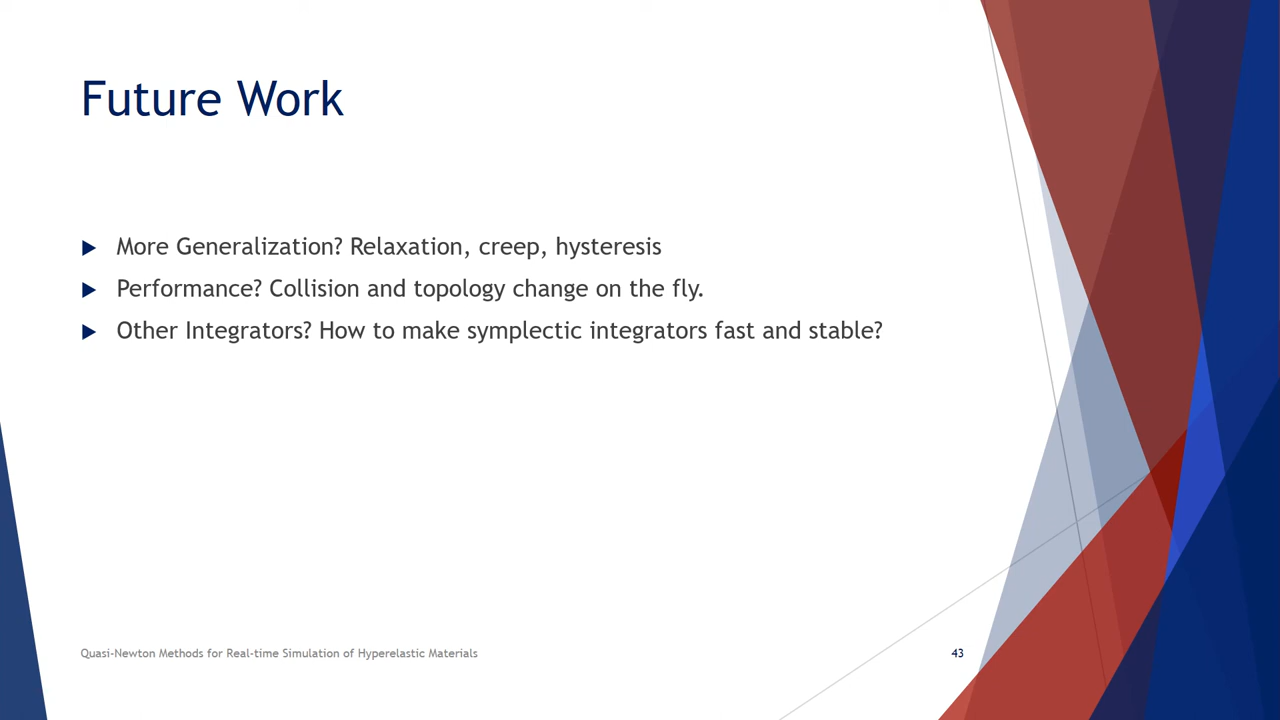 Future Work
More Generalization? Relaxation, creep, hysteresis
Performance? Collision and topology change on the fly.
Other Integrators? How to make symplectic integrators fast and stable?
Quasi-Newton Methods for Real-time Simulation of Hyperelastic Materials
43